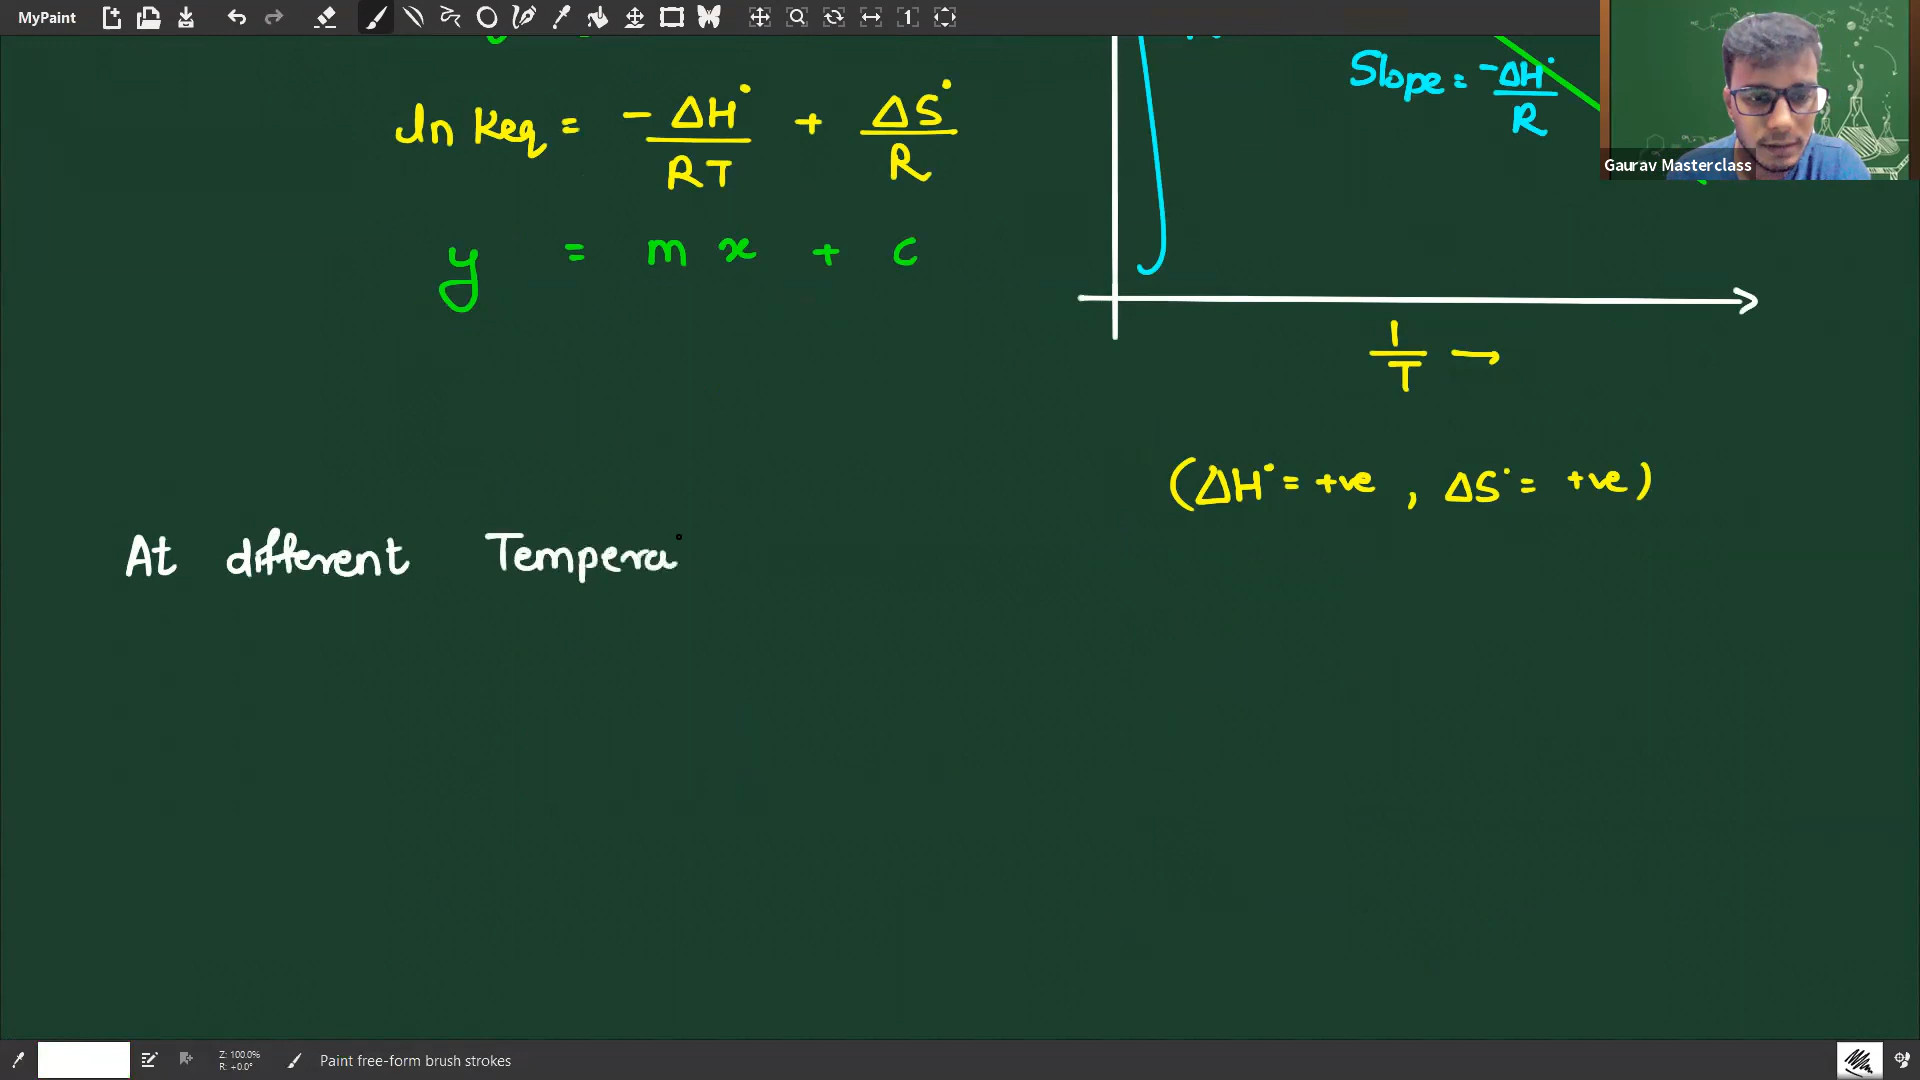 MyPaint
1
ln Keq = -ΔH° / RT + ΔS° / R
y = m x + c
Slope = -ΔH° / R
Gaurav Masterclass
1 / T →
(ΔH° = +ve , ΔS° = +ve)
At different Tempera
Z: 100.0%
R: +0.0°
Paint free-form brush strokes